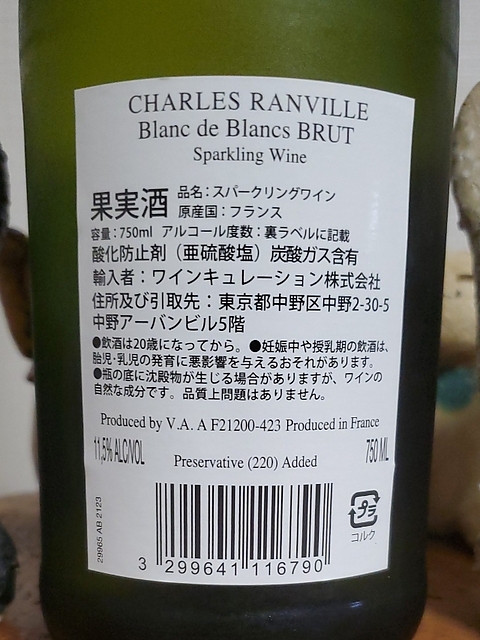 CHARLES RANVILLE
Blanc de Blancs BRUT
Sparkling Wine
果実酒
品名：スパークリングワイン
原産国：フランス
容量：750ml アルコール度数：裏ラベルに記載
酸化防止剤（亜硫酸塩）炭酸ガス含有
輸入者：ワインキュレーション株式会社
住所及び引取先：東京都中野区中野2-30-5
中野アーバンビル5階
●飲酒は20歳になってから。●妊娠中や授乳期の飲酒は、
胎児・乳児の発育に悪影響を与えるおそれがあります。
●瓶の底に沈殿物が生じる場合がありますが、ワインの
自然な成分です。品質上問題はありません。
Produced by V.A. A F21200-423 Produced in France
11,5% ALC/VOL
750 ML
Preservative (220) Added
29965 AB 2123
3 299641 116790
プラ
コルク